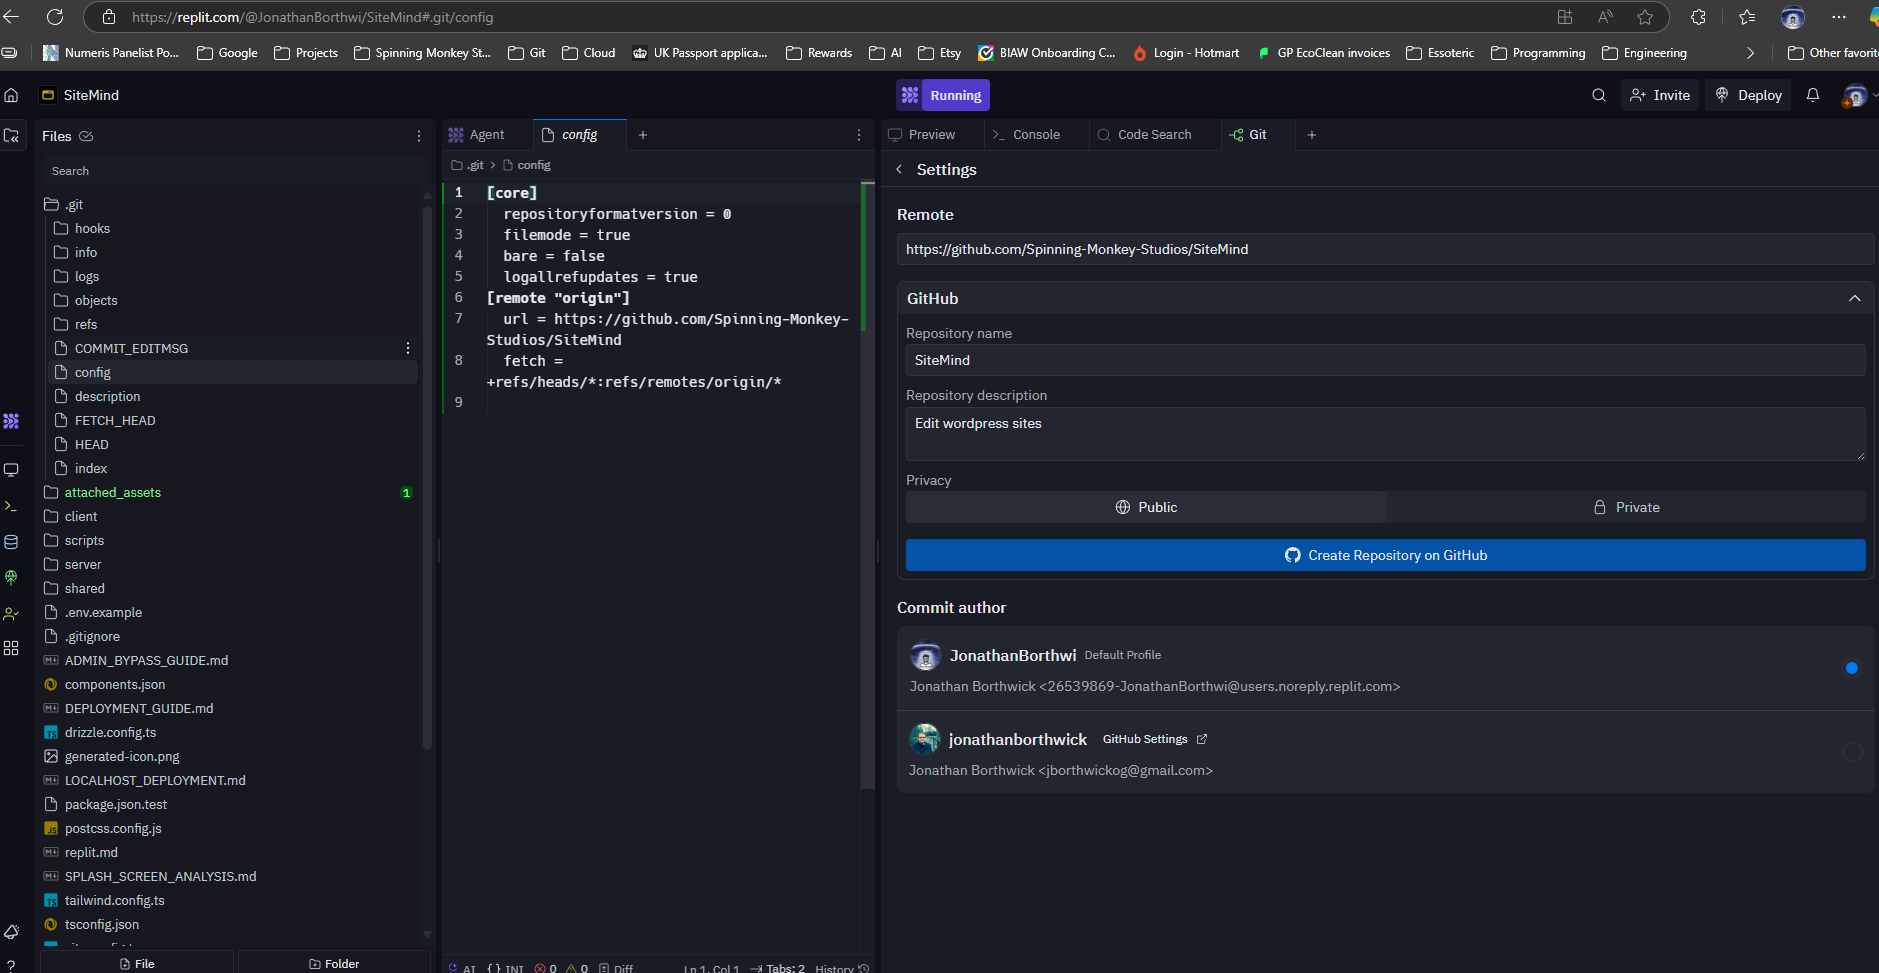 https://replit.com/@JonathanBorthwi/SiteMind#.git/config
Numeris Panelist Po...
Google
Projects
Spinning Monkey St...
Git
Cloud
UK Passport applica...
Rewards
AI
Etsy
BIAW Onboarding C...
Login - Hotmart
GP EcoClean invoices
Essoteric
Programming
Engineering
Other favorit
SiteMind
Running
Invite
Deploy
Files
Search
.git
hooks
info
logs
objects
refs
COMMIT_EDITMSG
config
description
FETCH_HEAD
HEAD
index
attached_assets 1
client
scripts
server
shared
.env.example
.gitignore
ADMIN_BYPASS_GUIDE.md
components.json
DEPLOYMENT_GUIDE.md
drizzle.config.ts
generated-icon.png
LOCALHOST_DEPLOYMENT.md
package.json.test
postcss.config.js
replit.md
SPLASH_SCREEN_ANALYSIS.md
tailwind.config.ts
tsconfig.json
File
Folder
Agent
config
.git > config
1 [core]
2 repositoryformatversion = 0
3 filemode = true
4 bare = false
5 logallrefupdates = true
6 [remote "origin"]
7 url = https://github.com/Spinning-Monkey-
Studios/SiteMind
8 fetch =
+refs/heads/*:refs/remotes/origin/*
9
AI {} INI 0 0 Diff Ln 1, Col 1 Tabs: 2 History
Preview
Console
Code Search
Git
Settings
Remote
https://github.com/Spinning-Monkey-Studios/SiteMind
GitHub
Repository name
SiteMind
Repository description
Edit wordpress sites
Privacy
Public
Private
Create Repository on GitHub
Commit author
JonathanBorthwi Default Profile
Jonathan Borthwick <26539869-JonathanBorthwi@users.noreply.replit.com>
jonathanborthwick GitHub Settings
Jonathan Borthwick <jborthwickog@gmail.com>